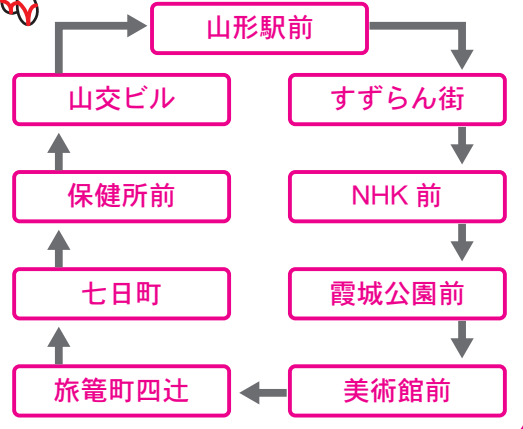 山形駅前
山交ビル
すずらん街
保健所前
NHK 前
七日町
霞城公園前
旅篭町四辻
美術館前